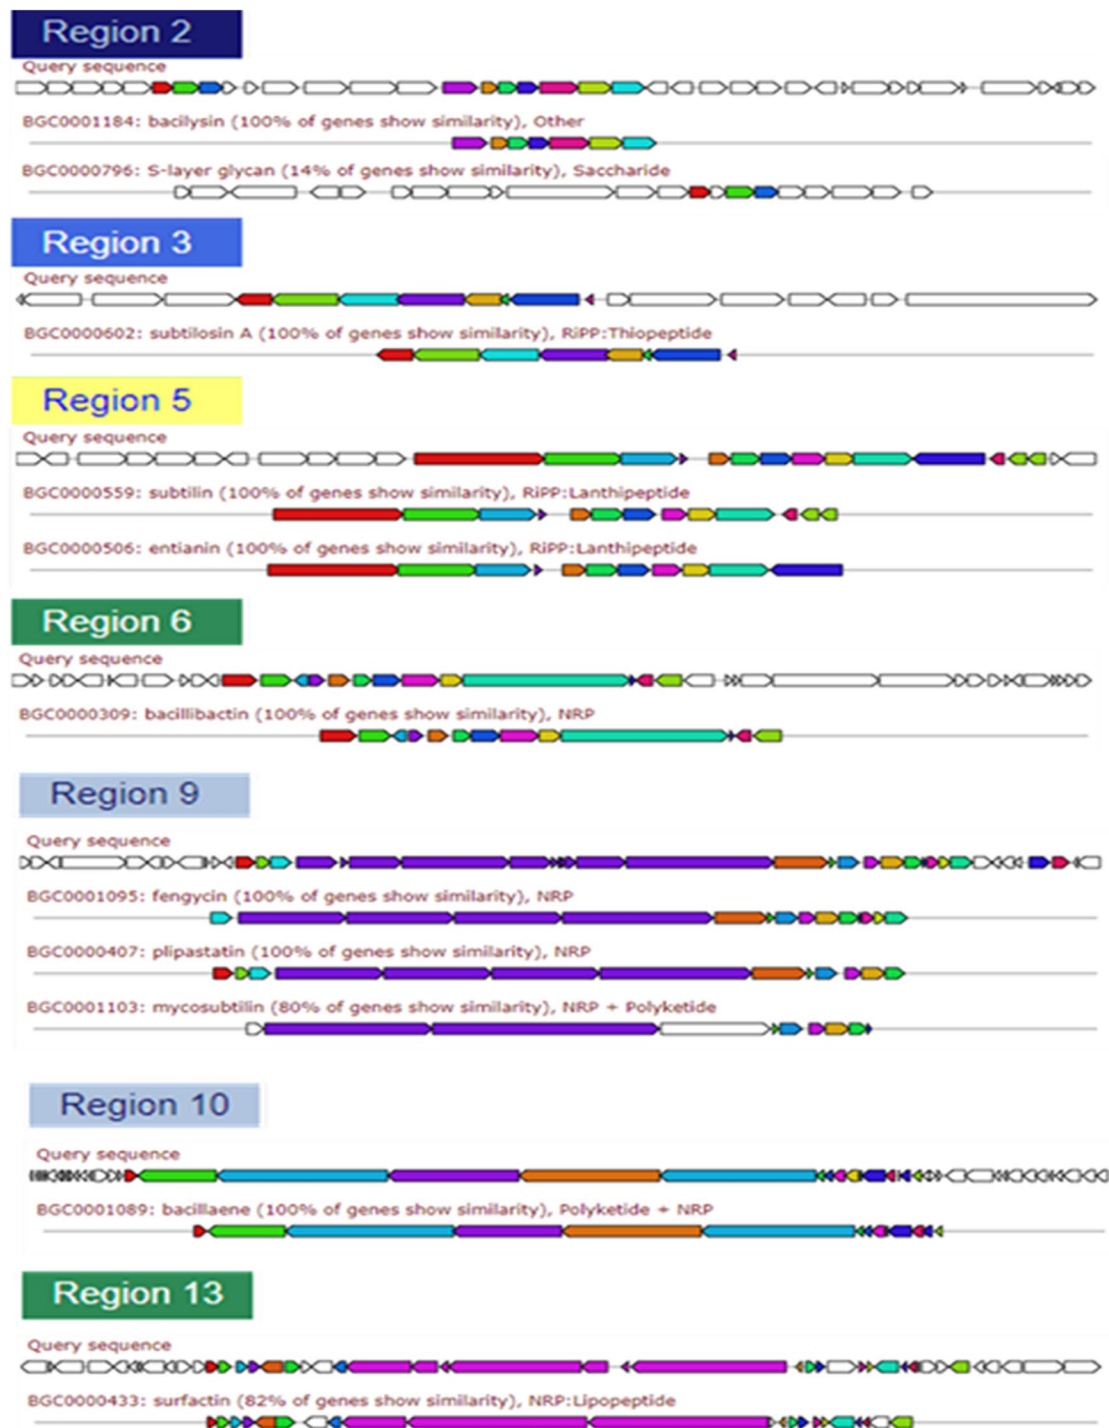 Region 2
Query sequence
BGC0001184: bacilysin (100% of genes show similarity), Other
BGC0000796: S-layer glycan (14% of genes show similarity), Saccharide
Region 3
Query sequence
BGC0000602: subtilosin A (100% of genes show similarity), RiPP:Thiopeptide
Region 5
Query sequence
BGC0000559: subtilin (100% of genes show similarity), RiPP:Lanthipeptide
BGC0000506: entianin (100% of genes show similarity), RiPP:Lanthipeptide
Region 6
Query sequence
BGC0000309: bacillibactin (100% of genes show similarity), NRP
Region 9
Query sequence
BGC0001095: fengycin (100% of genes show similarity), NRP
BGC0000407: plipastatin (100% of genes show similarity), NRP
BGC0001103: mycosubtilin (80% of genes show similarity), NRP + Polyketide
Region 10
Query sequence
BGC0001089: bacillaene (100% of genes show similarity), Polyketide + NRP
Region 13
Query sequence
BGC0000433: surfactin (82% of genes show similarity), NRP:Lipopeptide